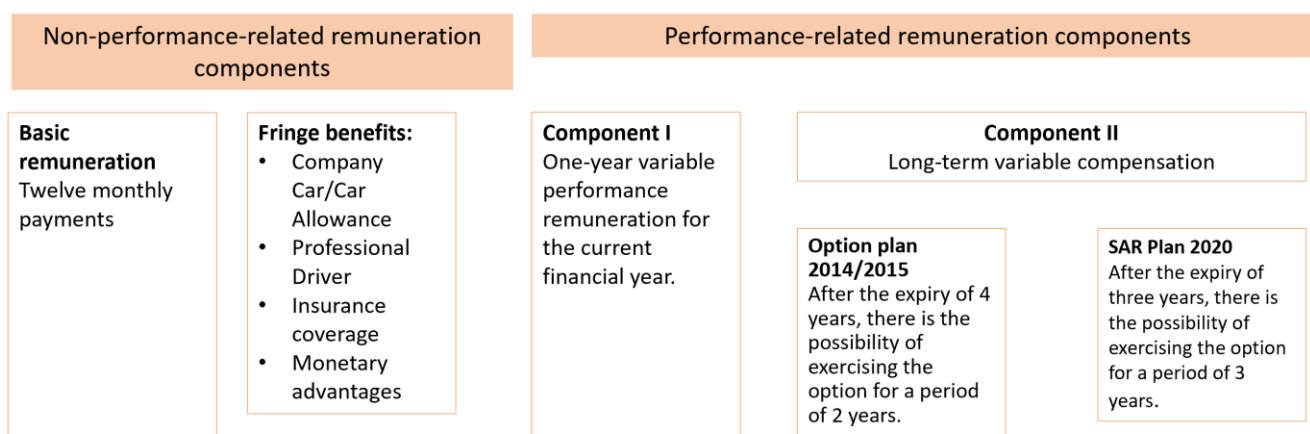 Non-performance-related remuneration
components
Performance-related remuneration components
Basic
remuneration
Twelve monthly
payments
Fringe benefits:
• Company
Car/Car
Allowance
• Professional
Driver
• Insurance
coverage
• Monetary
advantages
Component I
One-year variable
performance
remuneration for
the current
financial year.
Component II
Long-term variable compensation
Option plan
2014/2015
After the expiry of 4
years, there is the
possibility of
exercising the
option for a period
of 2 years.
SAR Plan 2020
After the expiry of
three years, there is
the possibility of
exercising the option
for a period of 3
years.